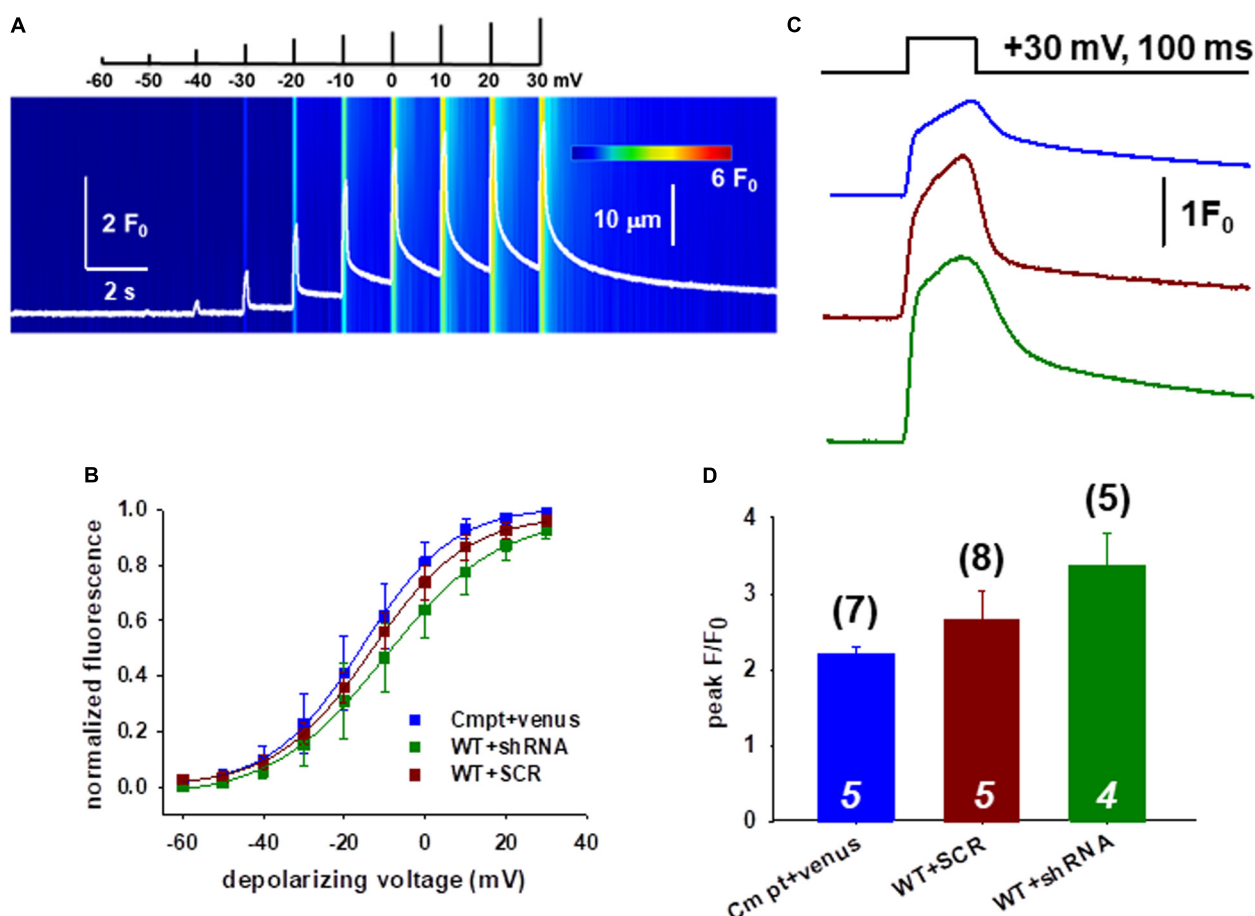 A
-60 -50 -40 -30 -20 -10 0 10 20 30 mV
6 F0
2 F0
10 μm
2 s
C
+30 mV, 100 ms
1F0
B
normalized fluorescence
1.0
0.8
0.6
0.4
0.2
0.0
Cmpt+venus
WT+shRNA
WT+SCR
-60 -40 -20 0 20 40
depolarizing voltage (mV)
D
peak F/F0
4
3
2
1
0
(7)
(8)
(5)
5 5 4
Cm pt+venus
WT+SCR
WT+shRNA